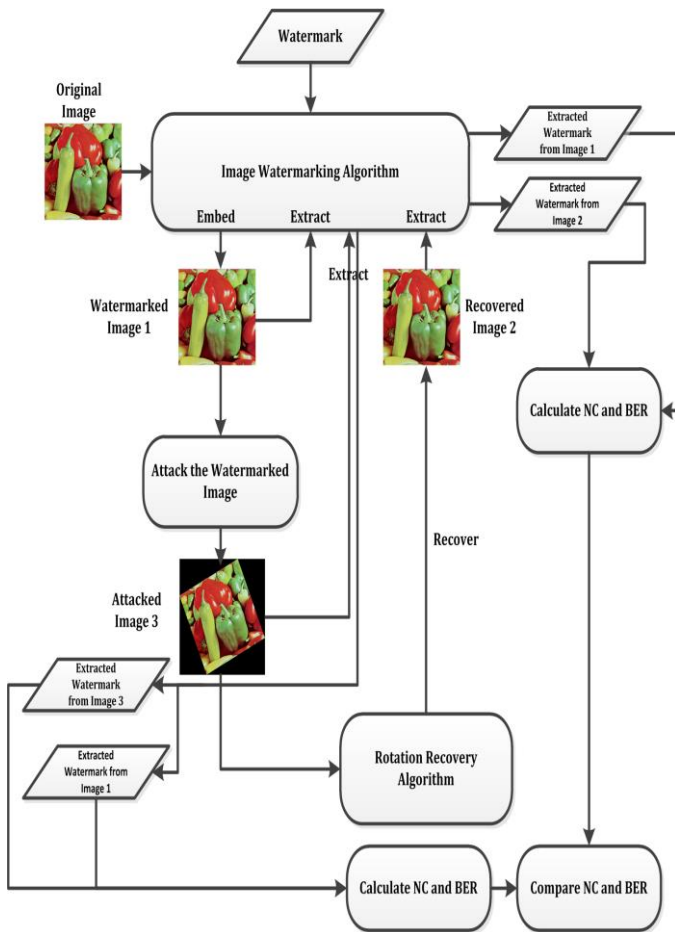 Watermark
Original
Image
Extracted
Watermark
from Image 1
Image Watermarking Algorithm
Extracted
Watermark from
Image 2
Embed
Extract
Extract
Extract
Watermarked
Image 1
Recovered
Image 2
Calculate NC and BER
Attack the Watermarked
Image
Recover
Attacked
Image 3
Extracted
Watermark
from Image 3
Rotation Recovery
Algorithm
Extracted
Watermark from
Image 1
Calculate NC and BER
Compare NC and BER